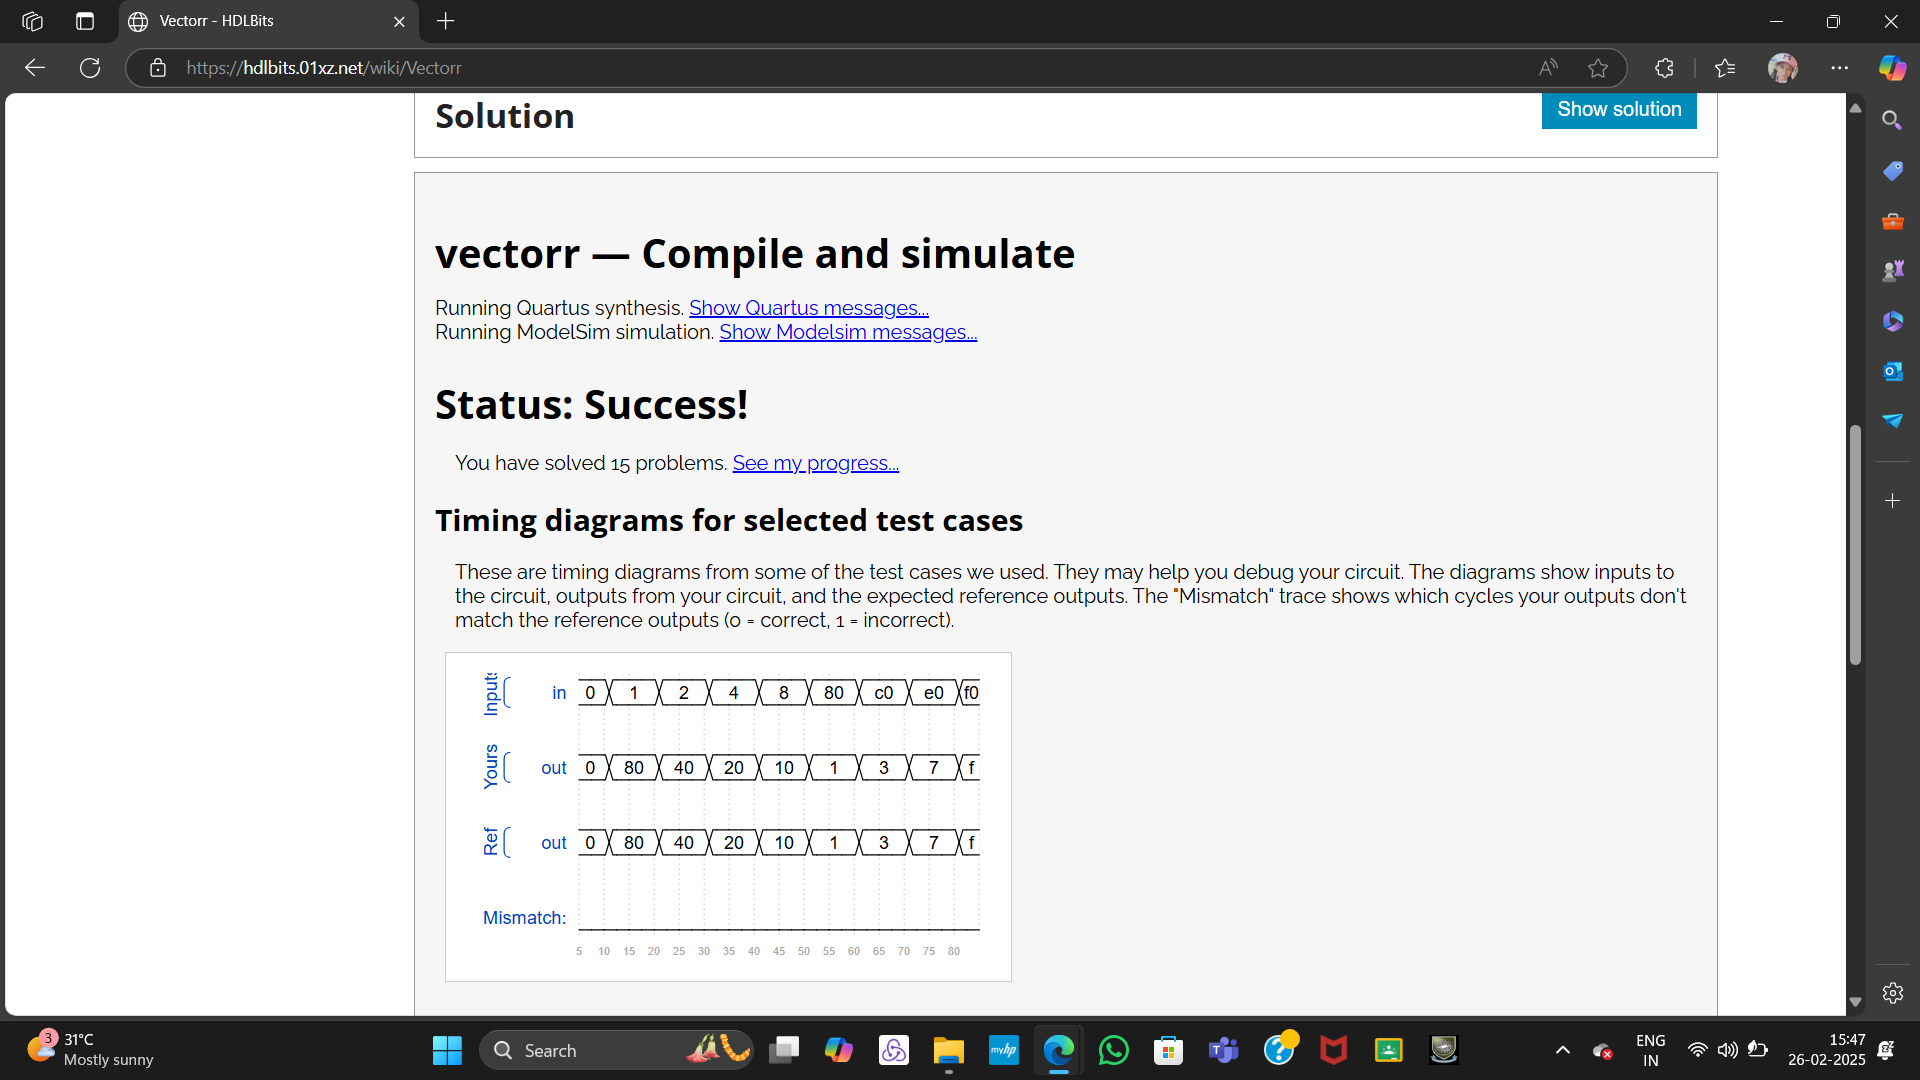 Vectorr - HDLBits
https://hdlbits.01xz.net/wiki/Vectorr
Solution
Show solution
vectorr — Compile and simulate
Running Quartus synthesis. Show Quartus messages...
Running ModelSim simulation. Show Modelsim messages...
Status: Success!
You have solved 15 problems. See my progress...
Timing diagrams for selected test cases
These are timing diagrams from some of the test cases we used. They may help you debug your circuit. The diagrams show inputs to
the circuit, outputs from your circuit, and the expected reference outputs. The "Mismatch" trace shows which cycles your outputs don't
match the reference outputs (0 = correct, 1 = incorrect).
Inputs in 0 1 2 4 8 80 c0 e0 f0
Yours out 0 80 40 20 10 1 3 7 f
Ref out 0 80 40 20 10 1 3 7 f
Mismatch:
5 10 15 20 25 30 35 40 45 50 55 60 65 70 75 80
3 31°C
Mostly sunny
Search
myhp
ENG
IN
15:47
26-02-2025